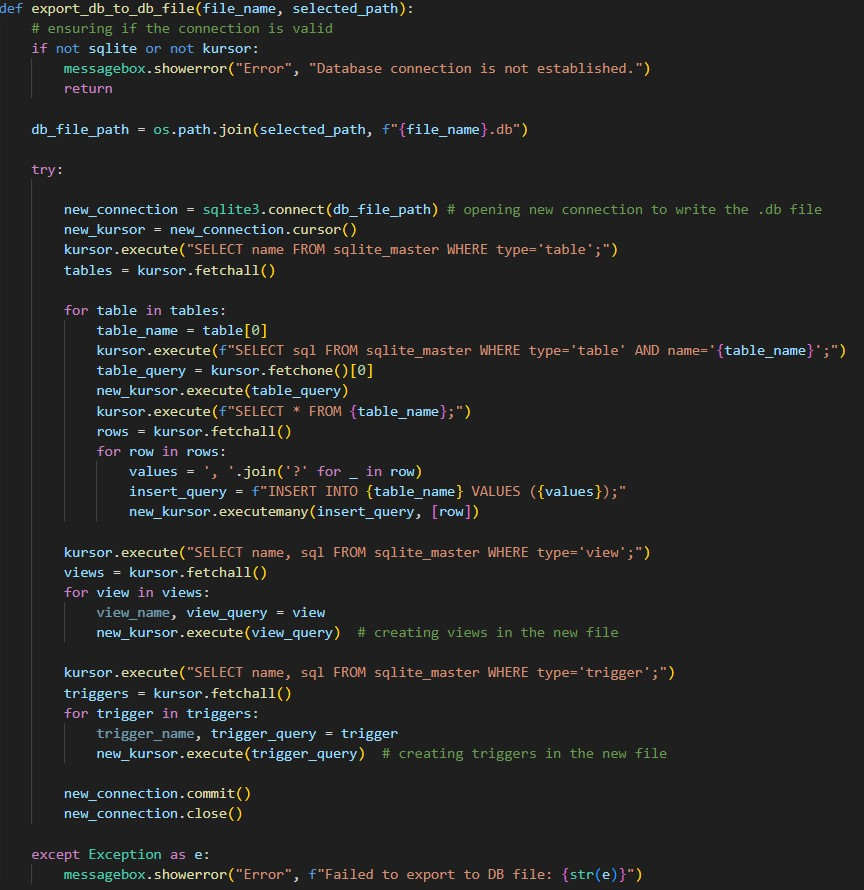 def export_db_to_db_file(file_name, selected_path):
    # ensuring if the connection is valid
    if not sqlite or not kursor:
        messagebox.showerror("Error", "Database connection is not established.")
        return

    db_file_path = os.path.join(selected_path, f"{file_name}.db")

    try:

        new_connection = sqlite3.connect(db_file_path) # opening new connection to write the .db file
        new_kursor = new_connection.cursor()
        kursor.execute("SELECT name FROM sqlite_master WHERE type='table';")
        tables = kursor.fetchall()

        for table in tables:
            table_name = table[0]
            kursor.execute(f"SELECT sql FROM sqlite_master WHERE type='table' AND name='{table_name}';")
            table_query = kursor.fetchone()[0]
            new_kursor.execute(table_query)
            kursor.execute(f"SELECT * FROM {table_name};")
            rows = kursor.fetchall()
            for row in rows:
                values = ', '.join('?' for _ in row)
                insert_query = f"INSERT INTO {table_name} VALUES ({values});"
                new_kursor.executemany(insert_query, [row])

        kursor.execute("SELECT name, sql FROM sqlite_master WHERE type='view';")
        views = kursor.fetchall()
        for view in views:
            view_name, view_query = view
            new_kursor.execute(view_query)  # creating views in the new file

        kursor.execute("SELECT name, sql FROM sqlite_master WHERE type='trigger';")
        triggers = kursor.fetchall()
        for trigger in triggers:
            trigger_name, trigger_query = trigger
            new_kursor.execute(trigger_query)  # creating triggers in the new file

        new_connection.commit()
        new_connection.close()

    except Exception as e:
        messagebox.showerror("Error", f"Failed to export to DB file: {str(e)}")